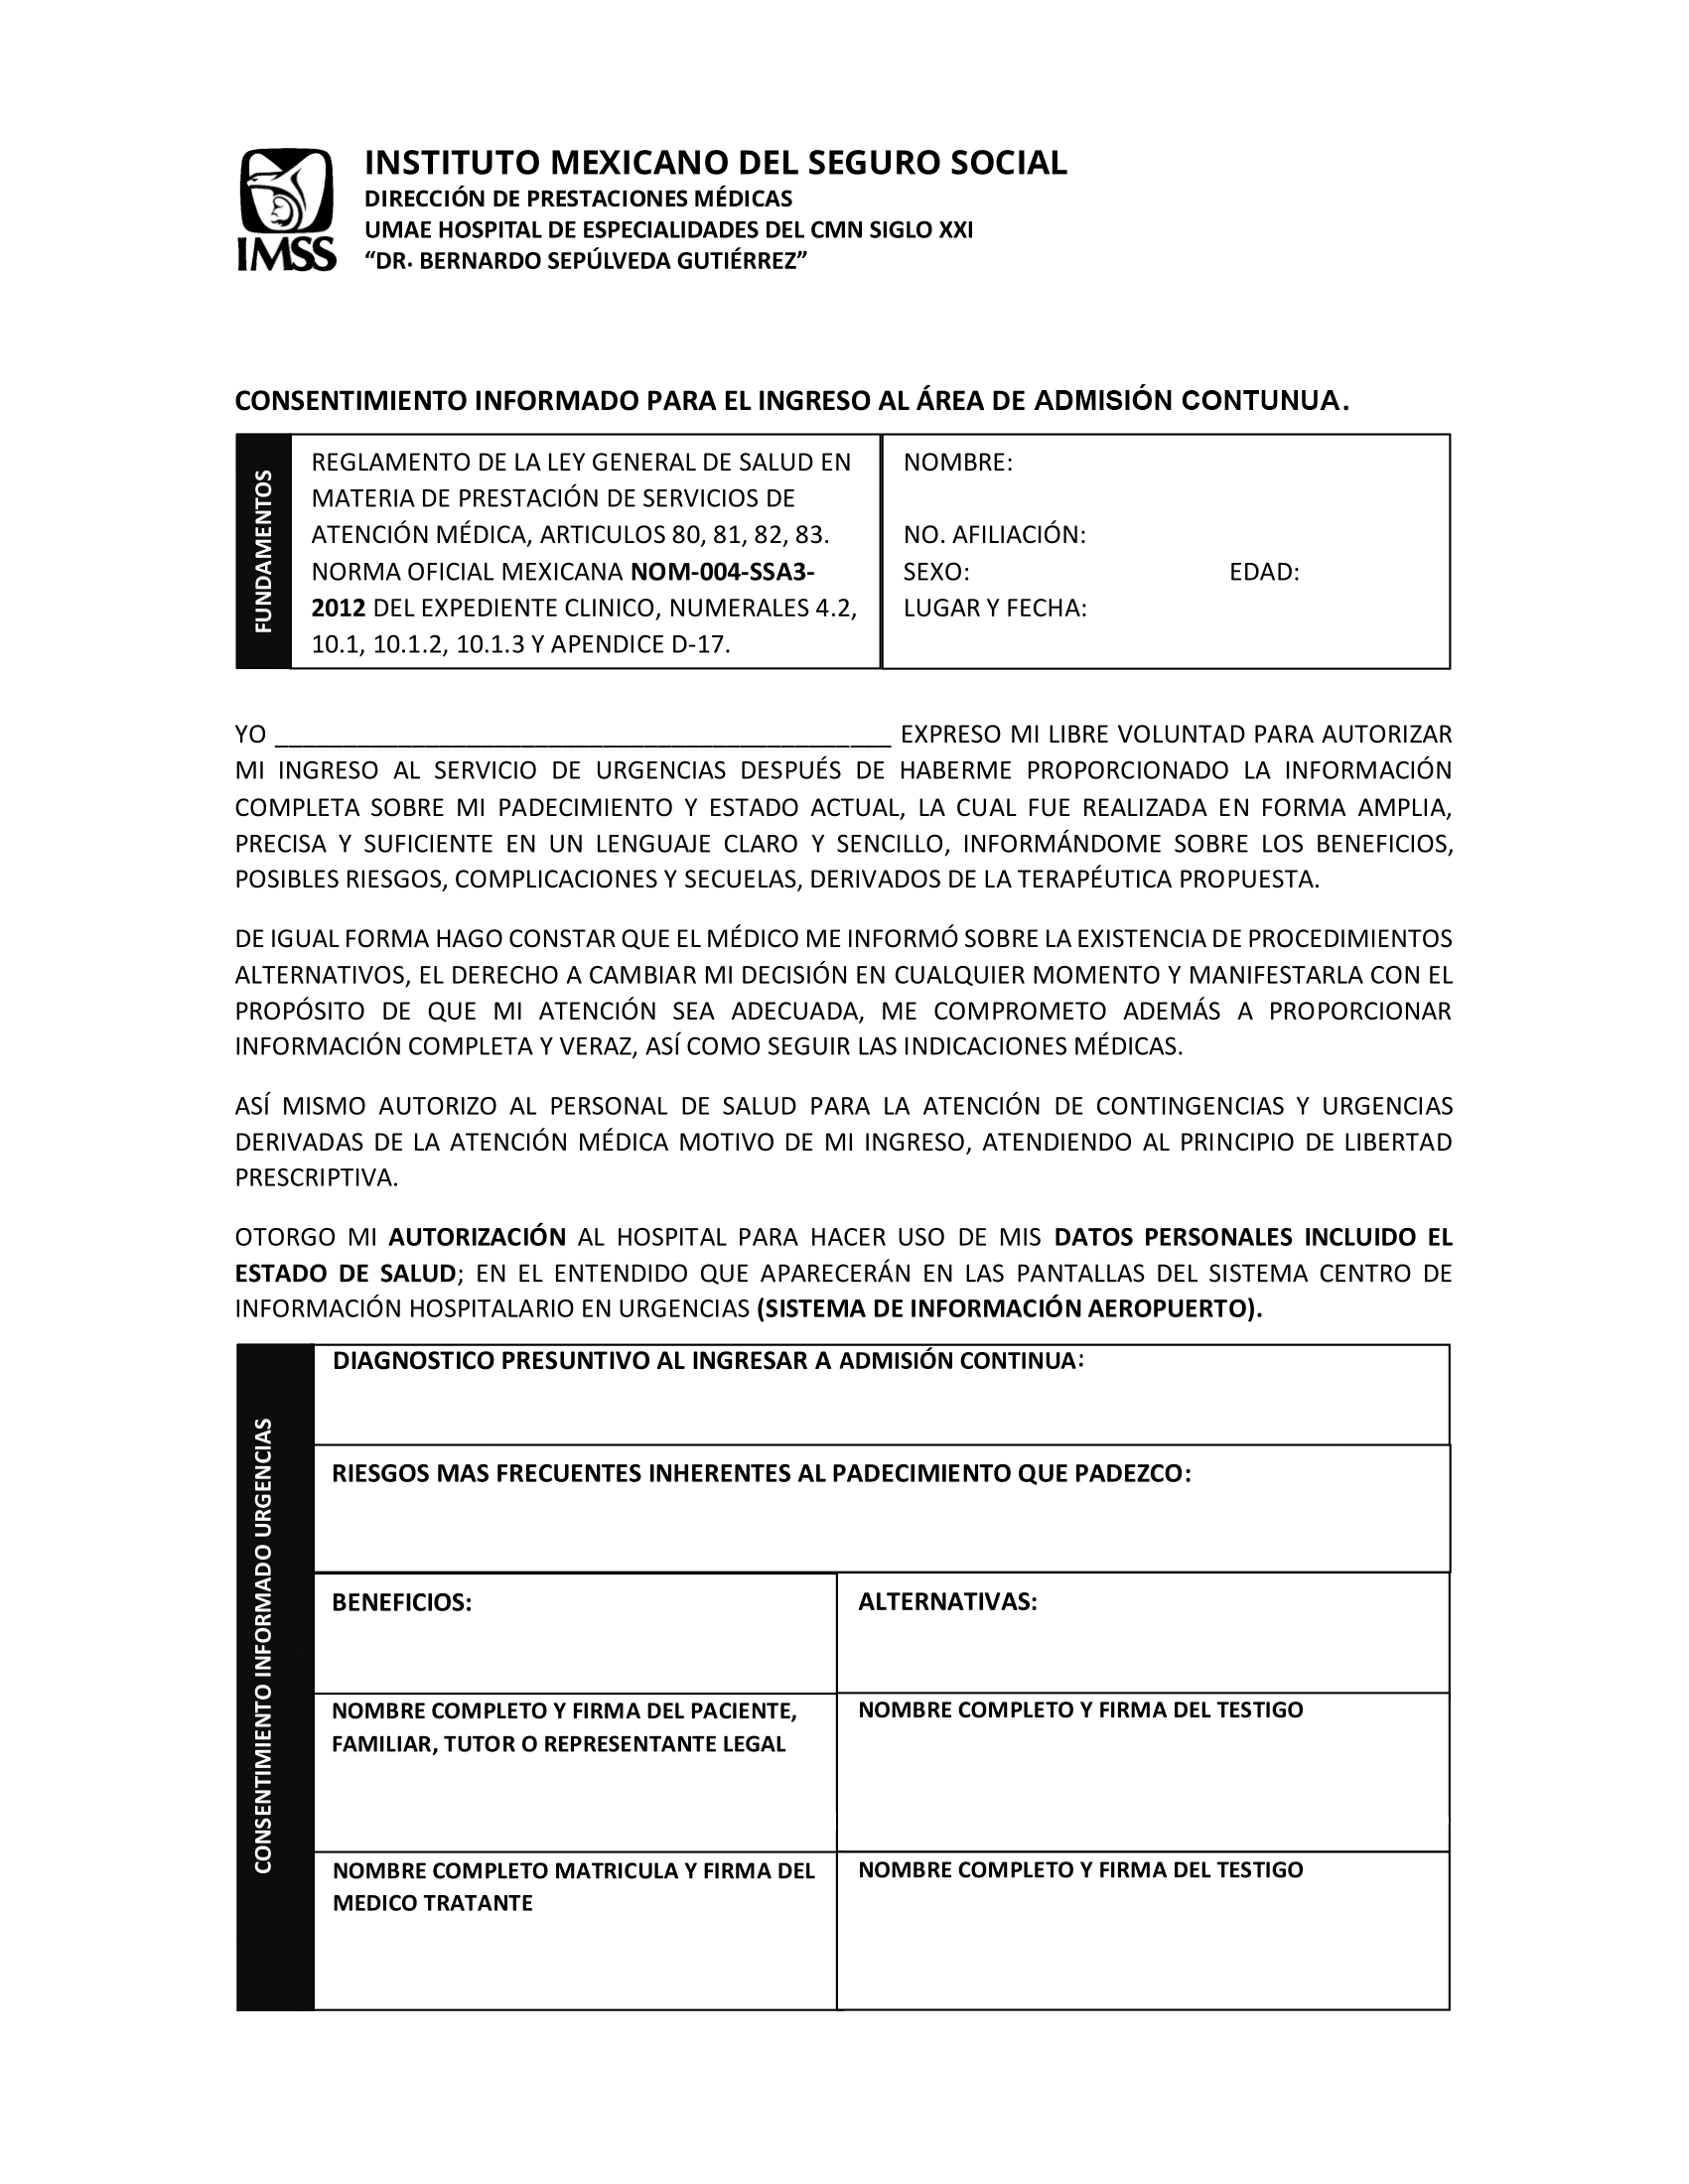 INSTITUTO MEXICANO DEL SEGURO SOCIAL
DIRECCIÓN DE PRESTACIONES MÉDICAS
UMAE HOSPITAL DE ESPECIALIDADES DEL CMN SIGLO XXI
“DR. BERNARDO SEPÚLVEDA GUTIÉRREZ”
IMSS
CONSENTIMIENTO INFORMADO PARA EL INGRESO AL ÁREA DE ADMISIÓN CONTUNUA.
FUNDAMENTOS
REGLAMENTO DE LA LEY GENERAL DE SALUD EN
MATERIA DE PRESTACIÓN DE SERVICIOS DE
ATENCIÓN MÉDICA, ARTICULOS 80, 81, 82, 83.
NORMA OFICIAL MEXICANA NOM-004-SSA3-
2012 DEL EXPEDIENTE CLINICO, NUMERALES 4.2,
10.1, 10.1.2, 10.1.3 Y APENDICE D-17.
NOMBRE:
NO. AFILIACIÓN:
SEXO: EDAD:
LUGAR Y FECHA:
YO ______________________________________________ EXPRESO MI LIBRE VOLUNTAD PARA AUTORIZAR
MI INGRESO AL SERVICIO DE URGENCIAS DESPUÉS DE HABERME PROPORCIONADO LA INFORMACIÓN
COMPLETA SOBRE MI PADECIMIENTO Y ESTADO ACTUAL, LA CUAL FUE REALIZADA EN FORMA AMPLIA,
PRECISA Y SUFICIENTE EN UN LENGUAJE CLARO Y SENCILLO, INFORMÁNDOME SOBRE LOS BENEFICIOS,
POSIBLES RIESGOS, COMPLICACIONES Y SECUELAS, DERIVADOS DE LA TERAPÉUTICA PROPUESTA.
DE IGUAL FORMA HAGO CONSTAR QUE EL MÉDICO ME INFORMÓ SOBRE LA EXISTENCIA DE PROCEDIMIENTOS
ALTERNATIVOS, EL DERECHO A CAMBIAR MI DECISIÓN EN CUALQUIER MOMENTO Y MANIFESTARLA CON EL
PROPÓSITO DE QUE MI ATENCIÓN SEA ADECUADA, ME COMPROMETO ADEMÁS A PROPORCIONAR
INFORMACIÓN COMPLETA Y VERAZ, ASÍ COMO SEGUIR LAS INDICACIONES MÉDICAS.
ASÍ MISMO AUTORIZO AL PERSONAL DE SALUD PARA LA ATENCIÓN DE CONTINGENCIAS Y URGENCIAS
DERIVADAS DE LA ATENCIÓN MÉDICA MOTIVO DE MI INGRESO, ATENDIENDO AL PRINCIPIO DE LIBERTAD
PRESCRIPTIVA.
OTORGO MI AUTORIZACIÓN AL HOSPITAL PARA HACER USO DE MIS DATOS PERSONALES INCLUIDO EL
ESTADO DE SALUD; EN EL ENTENDIDO QUE APARECERÁN EN LAS PANTALLAS DEL SISTEMA CENTRO DE
INFORMACIÓN HOSPITALARIO EN URGENCIAS (SISTEMA DE INFORMACIÓN AEROPUERTO).
CONSENTIMIENTO INFORMADO URGENCIAS
DIAGNOSTICO PRESUNTIVO AL INGRESAR A ADMISIÓN CONTINUA:
RIESGOS MAS FRECUENTES INHERENTES AL PADECIMIENTO QUE PADEZCO:
BENEFICIOS:
ALTERNATIVAS:
NOMBRE COMPLETO Y FIRMA DEL PACIENTE,
FAMILIAR, TUTOR O REPRESENTANTE LEGAL
NOMBRE COMPLETO Y FIRMA DEL TESTIGO
NOMBRE COMPLETO MATRICULA Y FIRMA DEL
MEDICO TRATANTE
NOMBRE COMPLETO Y FIRMA DEL TESTIGO